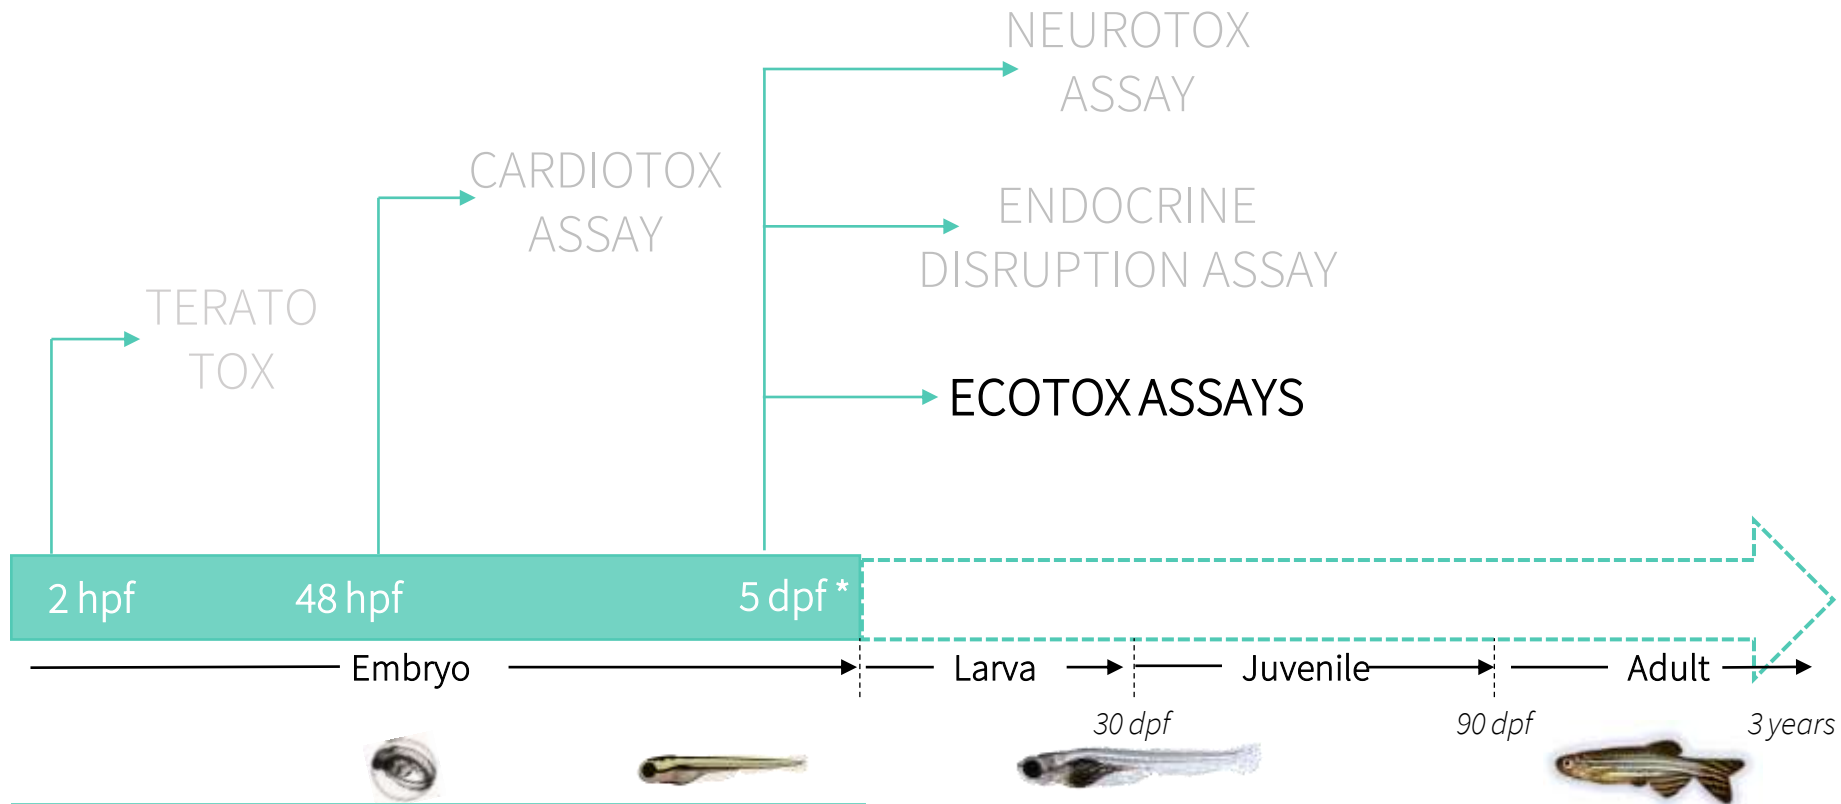 NEUROTOX
ASSAY
CARDIOTOX
ASSAY
ENDOCRINE
DISRUPTION ASSAY
TERATO
TOX
ECOTOX ASSAYS
2 hpf
48 hpf
5 dpf *
Embryo
Larva
Juvenile
Adult
30 dpf
90 dpf
3 years